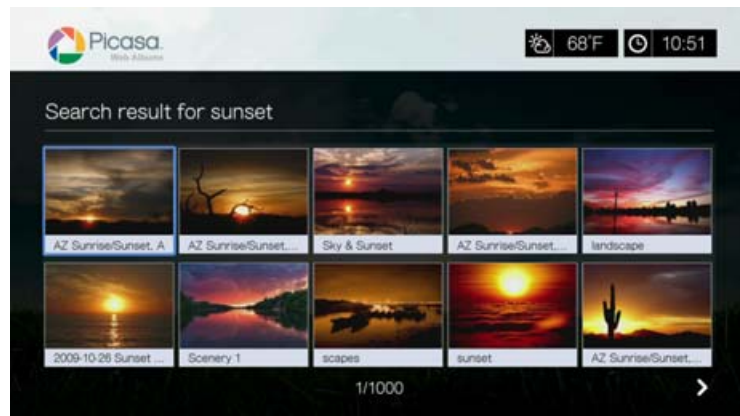 Picasa.
Web Albums
68°F
10:51
Search result for sunset
AZ Sunrise/Sunset, A
AZ Sunrise/Sunset,...
Sky & Sunset
AZ Sunrise/Sunset,...
landscape
2009-10-26 Sunset ...
Scenery 1
scapes
sunset
AZ Sunrise/Sunset,...
1/1000